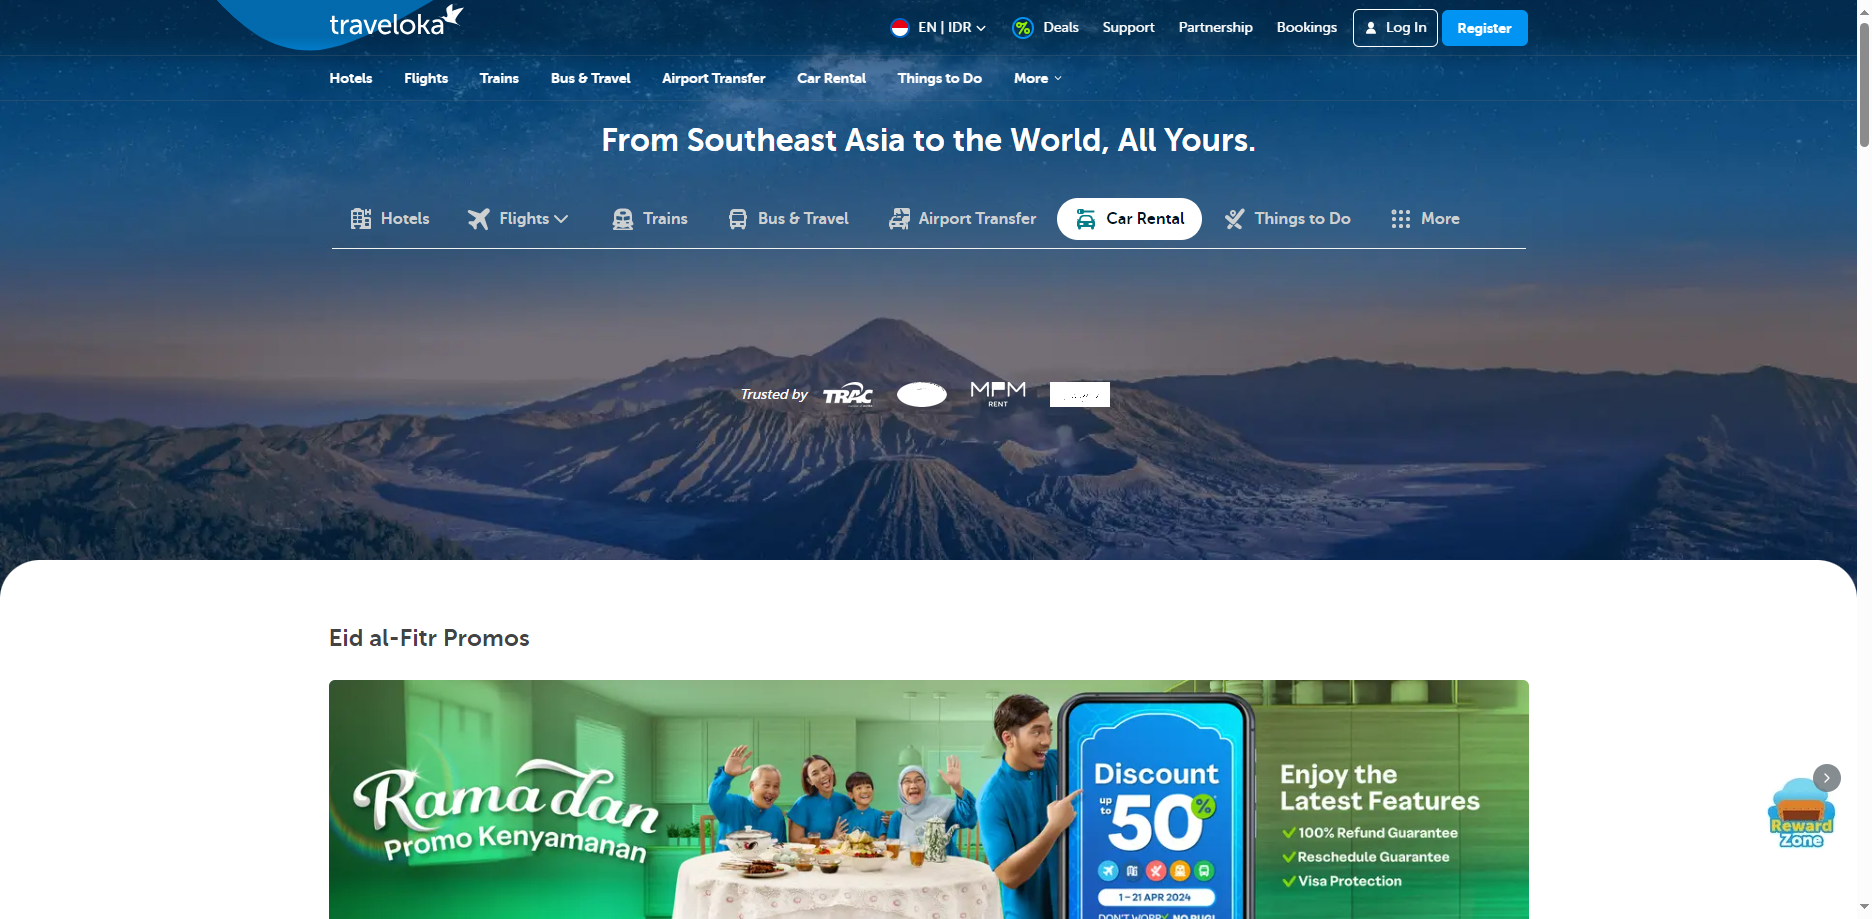 traveloka
EN | IDR
Deals
Support
Partnership
Bookings
Log In
Register
Hotels
Flights
Trains
Bus & Travel
Airport Transfer
Car Rental
Things to Do
More
From Southeast Asia to the World, All Yours.
Hotels
Flights
Trains
Bus & Travel
Airport Transfer
Car Rental
Things to Do
More
Trusted by
TRAC
MPM
RENT
Eid al-Fitr Promos
Ramadan
Promo Kenyamanan
Discount
up to 50%
1 - 21 APR 2024
DON'T WORRY, NO BUG!
Enjoy the
Latest Features
100% Refund Guarantee
Reschedule Guarantee
Visa Protection
Reward
Zone